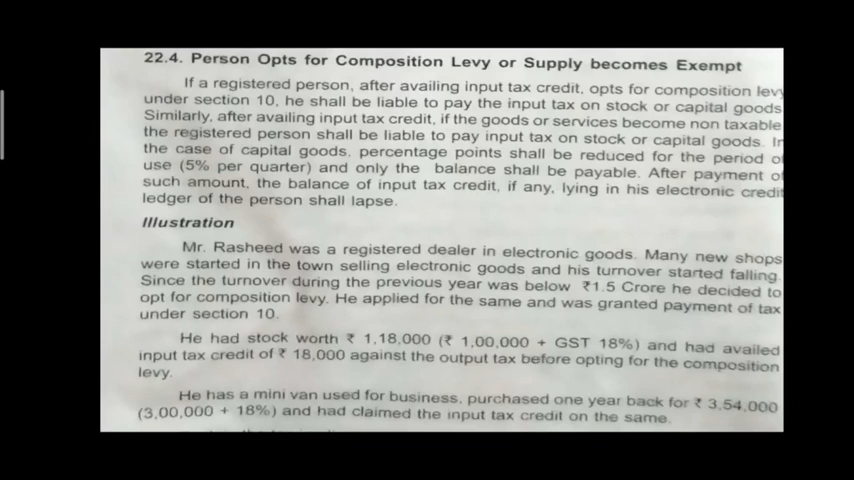 22.4. Person Opts for Composition Levy or Supply becomes Exempt
If a registered person, after availing input tax credit, opts for composition levy
under section 10, he shall be liable to pay the input tax on stock or capital goods
Similarly, after availing input tax credit, if the goods or services become non taxable
the registered person shall be liable to pay input tax on stock or capital goods. In
the case of capital goods, percentage points shall be reduced for the period of
use (5% per quarter) and only the balance shall be payable. After payment of
such amount, the balance of input tax credit, if any, lying in his electronic credit
ledger of the person shall lapse.
Illustration
Mr. Rasheed was a registered dealer in electronic goods. Many new shops
were started in the town selling electronic goods and his turnover started falling.
Since the turnover during the previous year was below ₹1.5 Crore he decided to
opt for composition levy. He applied for the same and was granted payment of tax
under section 10.
He had stock worth ₹ 1,18,000 (₹ 1,00,000 + GST 18%) and had availed
input tax credit of ₹ 18,000 against the output tax before opting for the composition
levy.
He has a mini van used for business, purchased one year back for ₹ 3,54,000
(3,00,000 + 18%) and had claimed the input tax credit on the same.